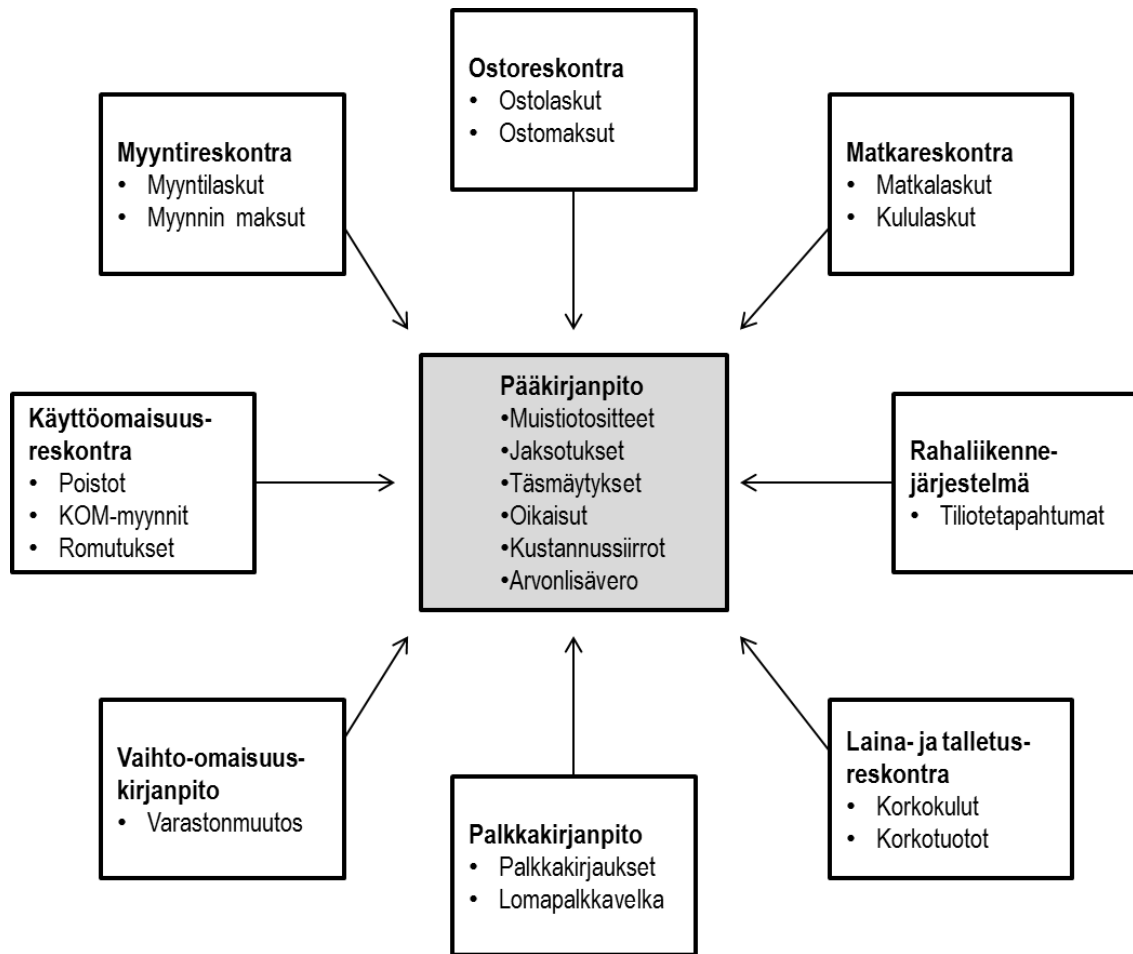 Ostoreskontra
• Ostolaskut
• Ostomaksut
Myyntireskontra
• Myyntilaskut
• Myynnin maksut
Matkareskontra
• Matkalaskut
• Kululaskut
Käyttöomaisuus-
reskontra
• Poistot
• KOM-myynnit
• Romutukset
Pääkirjanpito
•Muistiotositteet
•Jaksotukset
•Täsmäytykset
•Oikaisut
•Kustannussiirrot
•Arvonlisävero
Rahaliikenne-
järjestelmä
• Tiliotetapahtumat
Vaihto-omaisuus-
kirjanpito
• Varastonmuutos
Palkkakirjanpito
• Palkkakirjaukset
• Lomapalkkavelka
Laina- ja talletus-
reskontra
• Korkokulut
• Korkotuotot